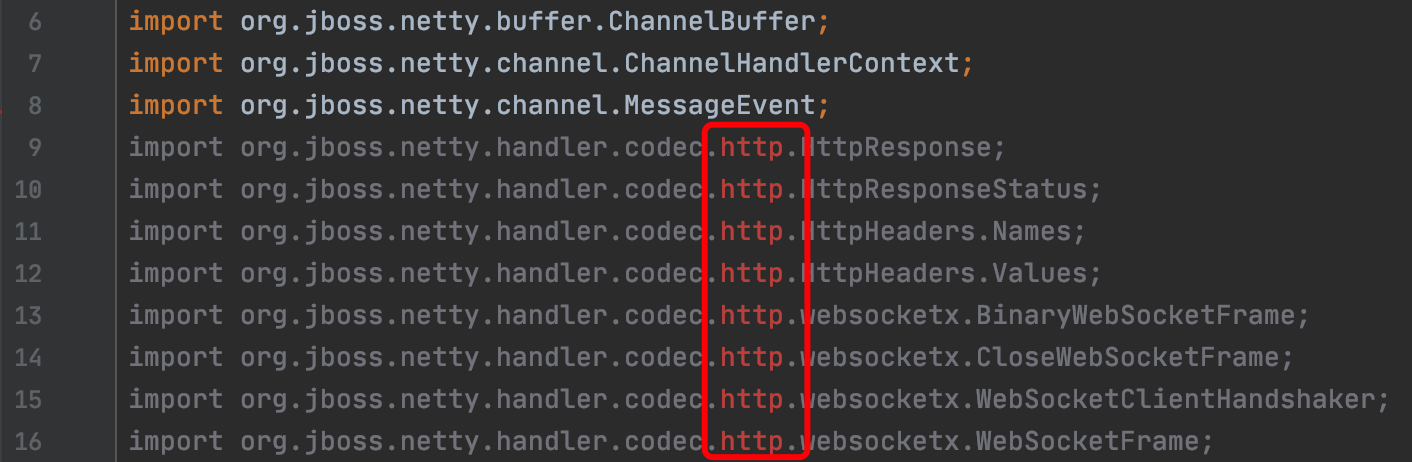 6 import org.jboss.netty.buffer.ChannelBuffer;
7 import org.jboss.netty.channel.ChannelHandlerContext;
8 import org.jboss.netty.channel.MessageEvent;
9 import org.jboss.netty.handler.codec.http.HttpResponse;
10 import org.jboss.netty.handler.codec.http.HttpResponseStatus;
11 import org.jboss.netty.handler.codec.http.HttpHeaders.Names;
12 import org.jboss.netty.handler.codec.http.HttpHeaders.Values;
13 import org.jboss.netty.handler.codec.http.websocketx.BinaryWebSocketFrame;
14 import org.jboss.netty.handler.codec.http.websocketx.CloseWebSocketFrame;
15 import org.jboss.netty.handler.codec.http.websocketx.WebSocketClientHandshaker;
16 import org.jboss.netty.handler.codec.http.websocketx.WebSocketFrame;